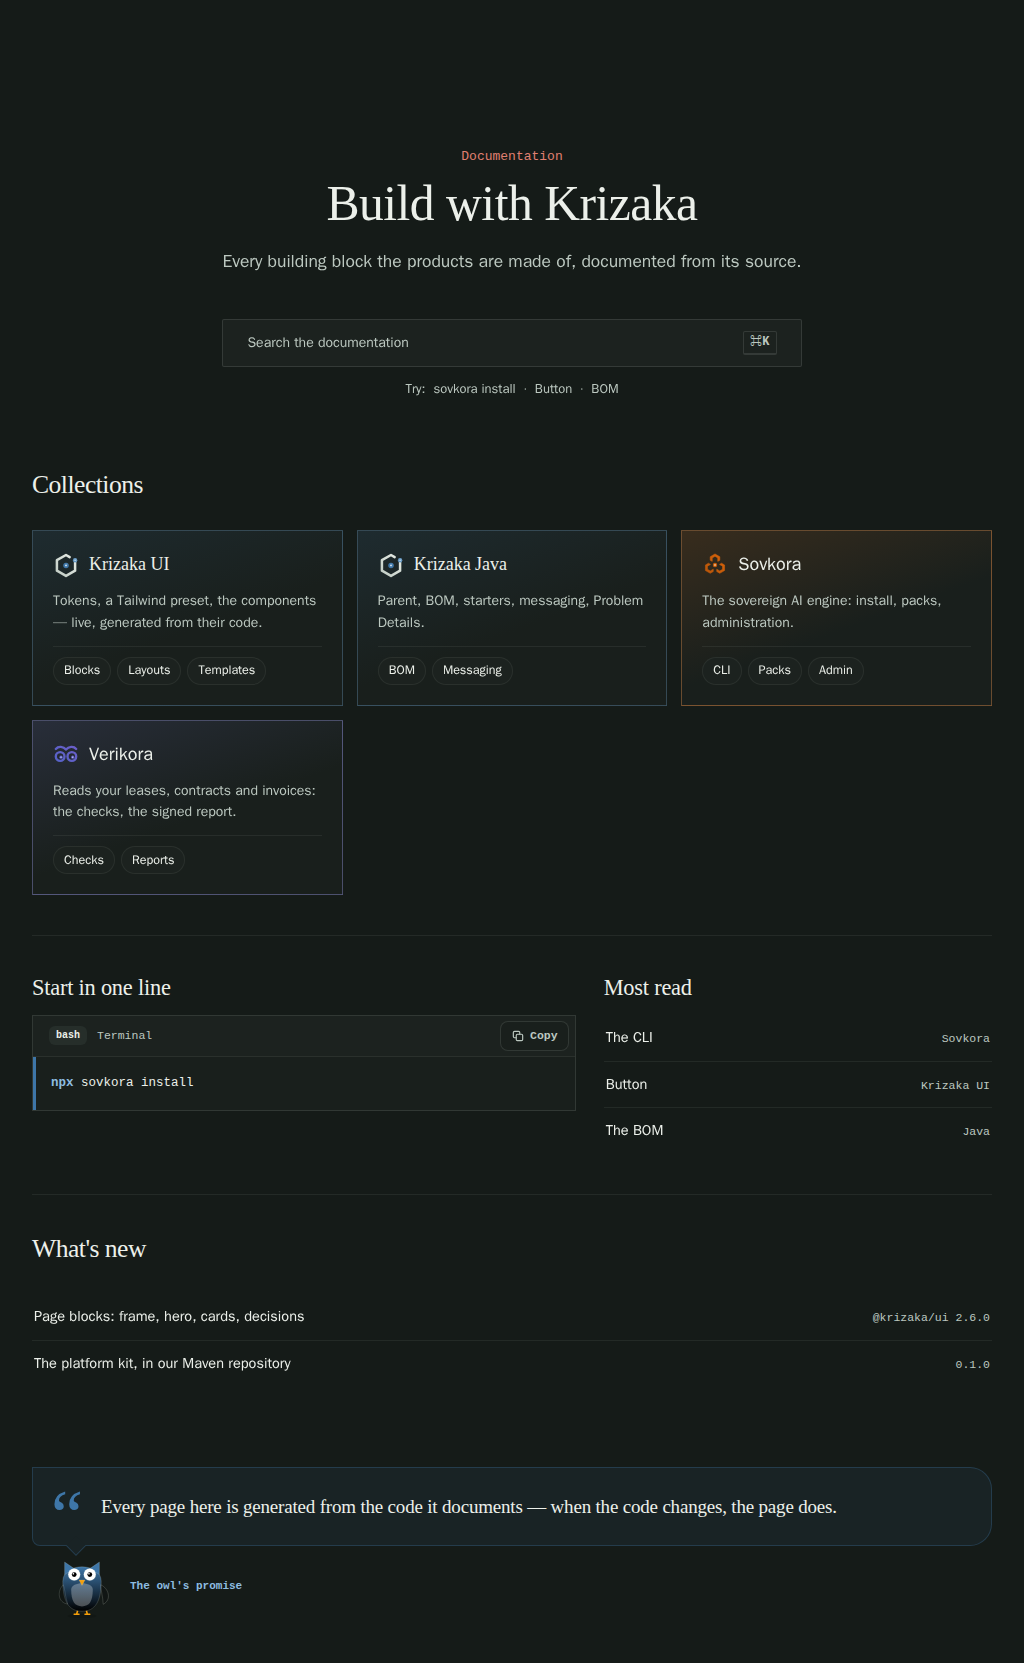 Documentation
Build with Krizaka
Every building block the products are made of, documented from its source.
Search the documentation ⌘K
Try: sovkora install · Button · BOM
Collections
Krizaka UI
Tokens, a Tailwind preset, the components
— live, generated from their code.
Blocks Layouts Templates
Krizaka Java
Parent, BOM, starters, messaging, Problem
Details.
BOM Messaging
Sovkora
The sovereign AI engine: install, packs,
administration.
CLI Packs Admin
Verikora
Reads your leases, contracts and invoices:
the checks, the signed report.
Checks Reports
Start in one line
bash Terminal Copy
npx sovkora install
Most read
The CLI Sovkora
Button Krizaka UI
The BOM Java
What's new
Page blocks: frame, hero, cards, decisions @krizaka/ui 2.6.0
The platform kit, in our Maven repository 0.1.0
“ Every page here is generated from the code it documents — when the code changes, the page does.
The owl's promise